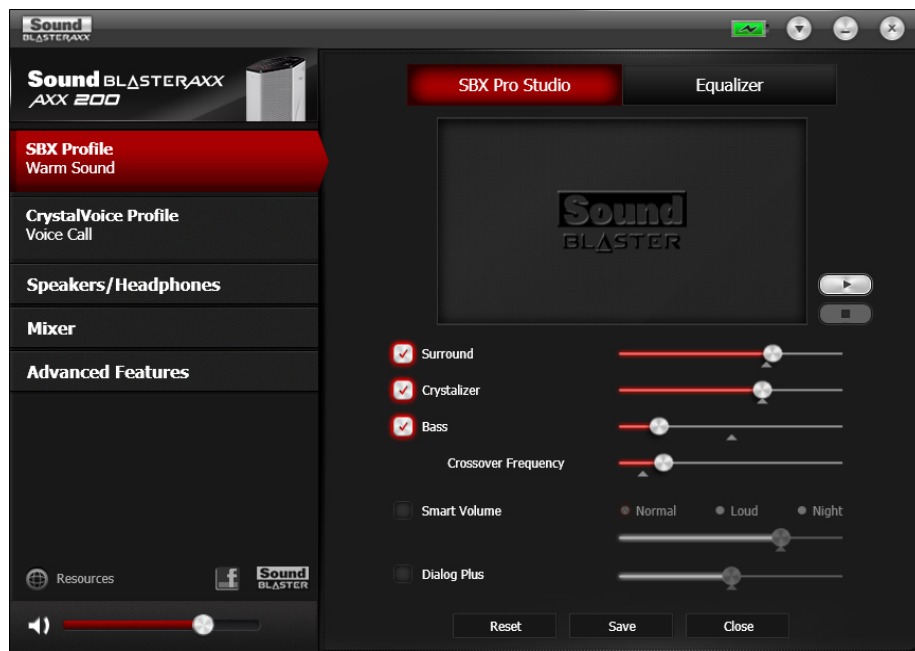 Sound
BLASTERAXX
Sound BLASTERAXX
AXX 200
SBX Profile
Warm Sound
CrystalVoice Profile
Voice Call
Speakers/Headphones
Mixer
Advanced Features
Resources
f
Sound
BLASTER
SBX Pro Studio
Equalizer
Sound
BLASTER
Surround
Crystalizer
Bass
Crossover Frequency
Smart Volume
Normal
Loud
Night
Dialog Plus
Reset
Save
Close